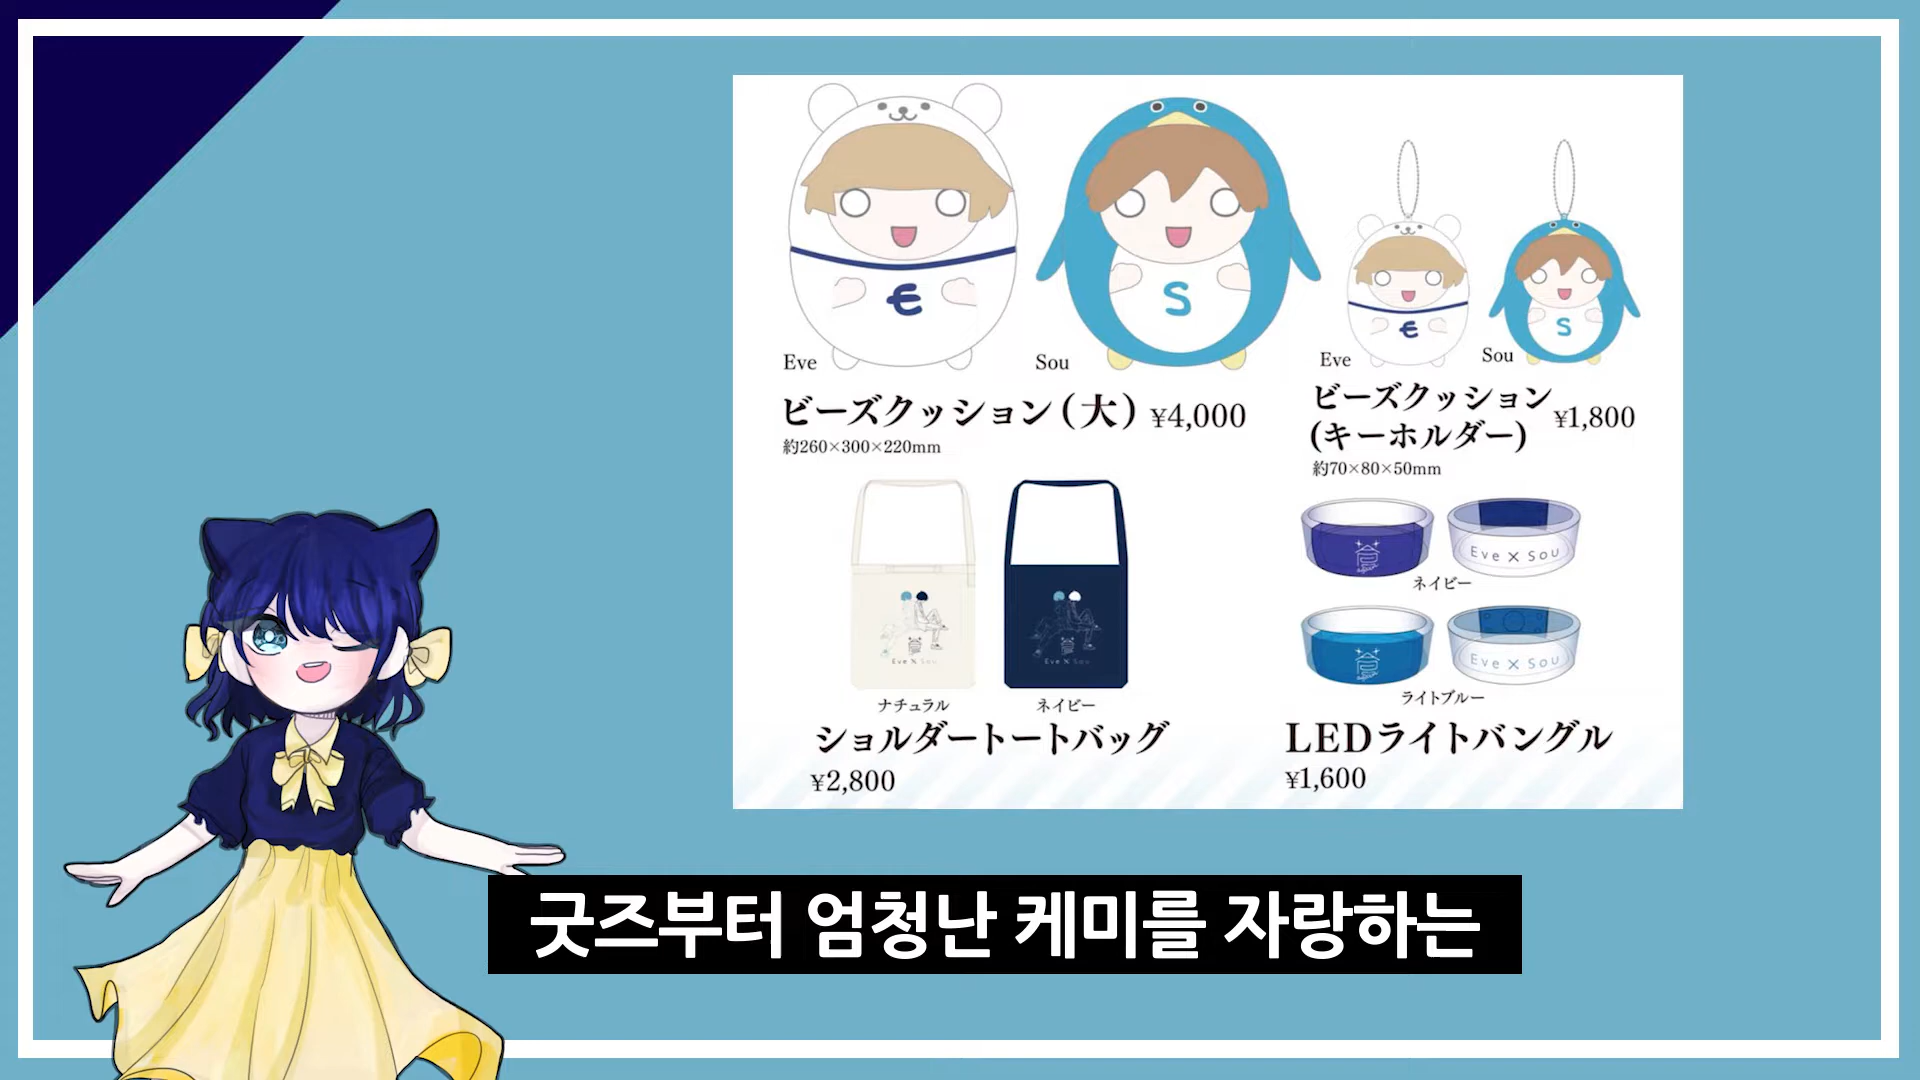 Є
S
Є
S
Eve
Sou
Eve
Sou
ビーズクッション(大) ¥4,000
約260×300×220mm
ビーズクッション
(キーホルダー) ¥1,800
約70×80×50mm
Eve X Sou
ネイビー
Eve X Sou
ライトブルー
Eve X Sou
Eve X Sou
ナチュラル
ネイビー
ショルダートートバッグ
¥2,800
LEDライトバングル
¥1,600
굿즈부터 엄청난 케미를 자랑하는